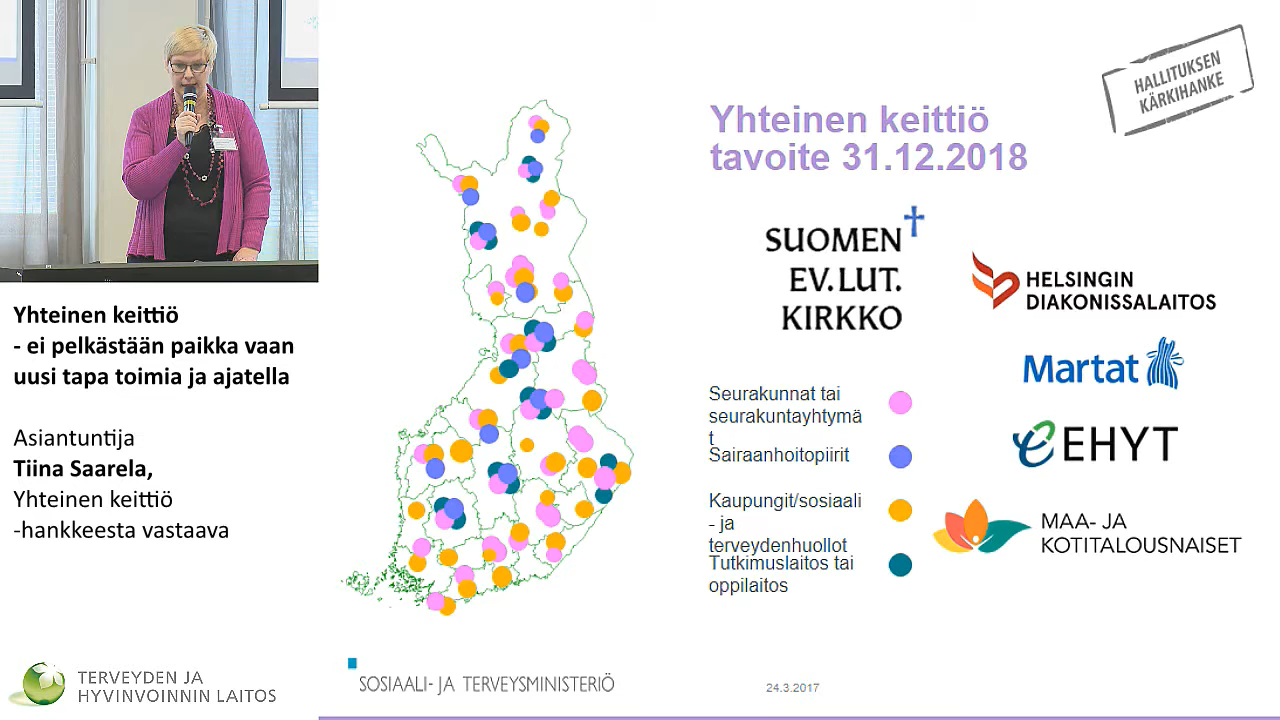 Yhteinen keittiö
- ei pelkästään paikka vaan
uusi tapa toimia ja ajatella
Asiantuntija
Tiina Saarela,
Yhteinen keittiö
-hankkeesta vastaava
TERVEYDEN JA
HYVINVOINNIN LAITOS
HALLITUKSEN
KÄRKIHANKE
Yhteinen keittiö
tavoite 31.12.2018
SUOMEN
EV.LUT.
KIRKKO
HELSINGIN
DIAKONISSALAITOS
Martat
EHYT
MAA- JA
KOTITALOUSNAISET
Seurakunnat tai
seurakuntayhtymä
t
Sairaanhoitopiirit
Kaupungit/sosiaali
- ja
terveydenhuollot
Tutkimuslaitos tai
oppilaitos
SOSIAALI- JA TERVEYSMINISTERIÖ
24.3.2017